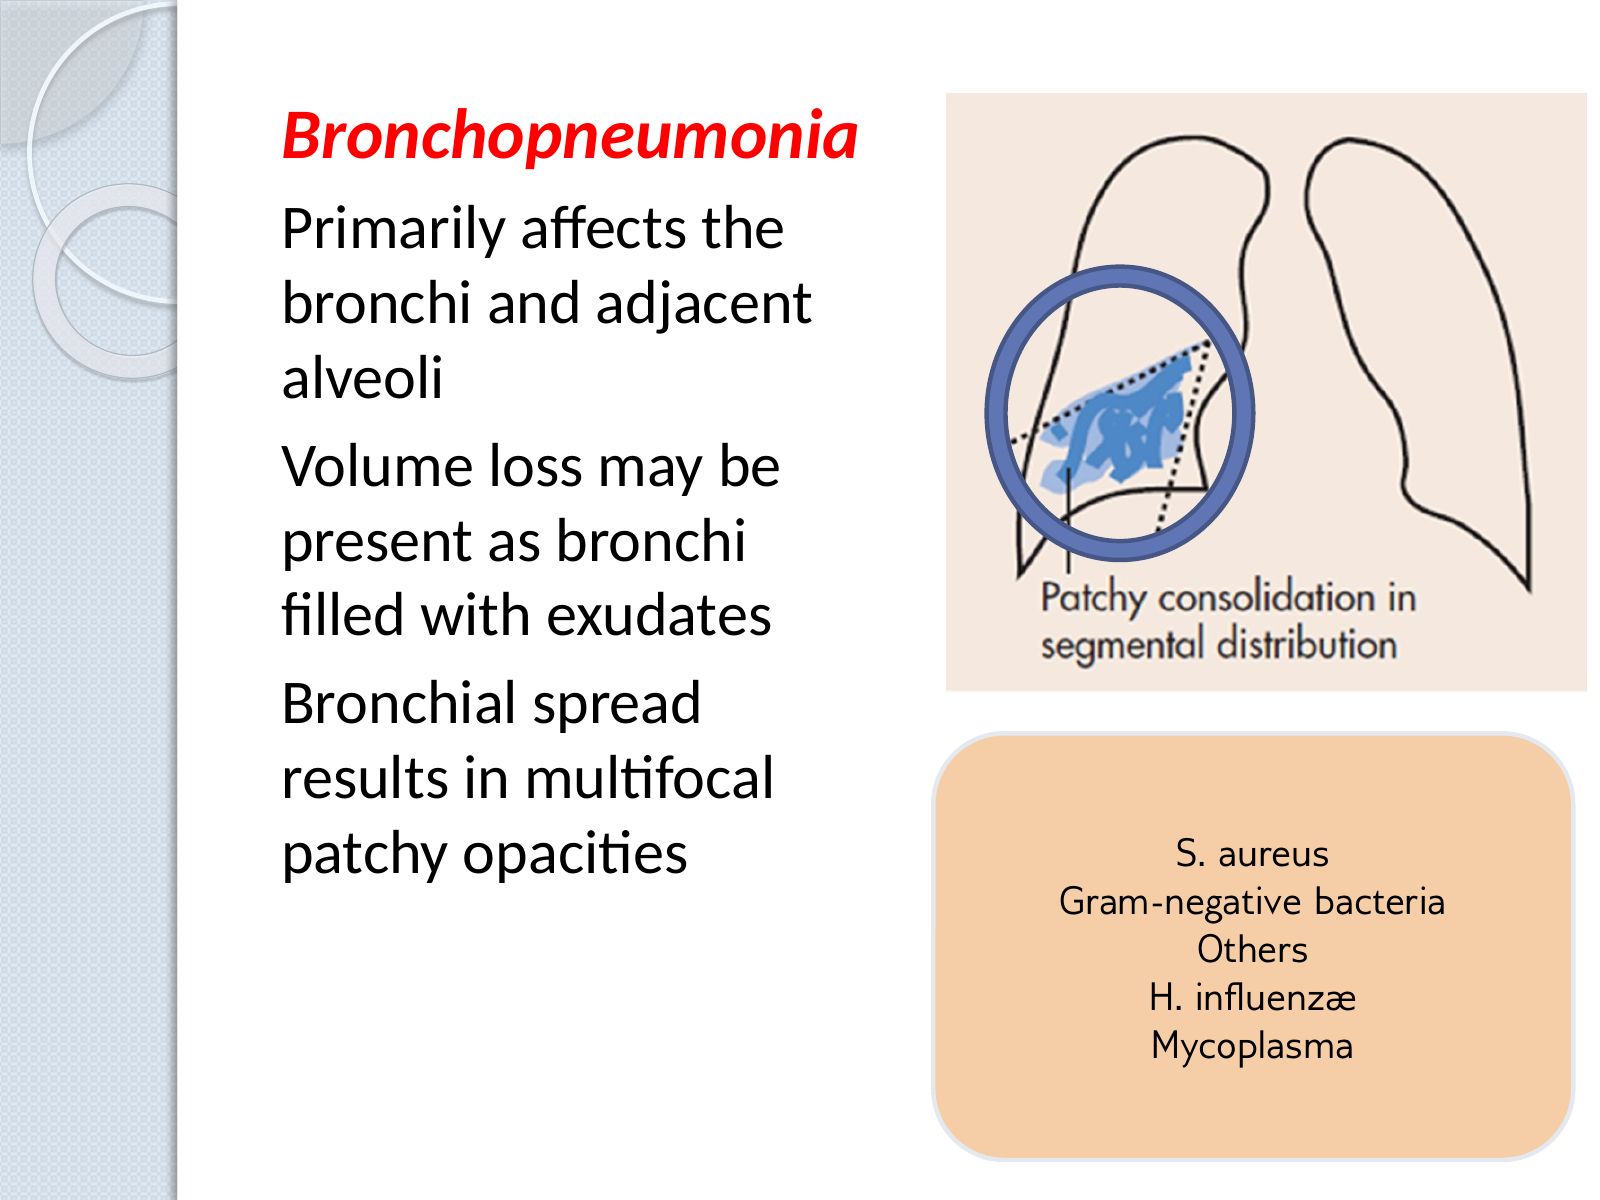 Bronchopneumonia
Primarily affects the
bronchi and adjacent
alveoli
Volume loss may be
present as bronchi
filled with exudates
Bronchial spread
results in multifocal
patchy opacities
Patchy consolidation in
segmental distribution
S. aureus
Gram-negative bacteria
Others
H. influenzæ
Mycoplasma